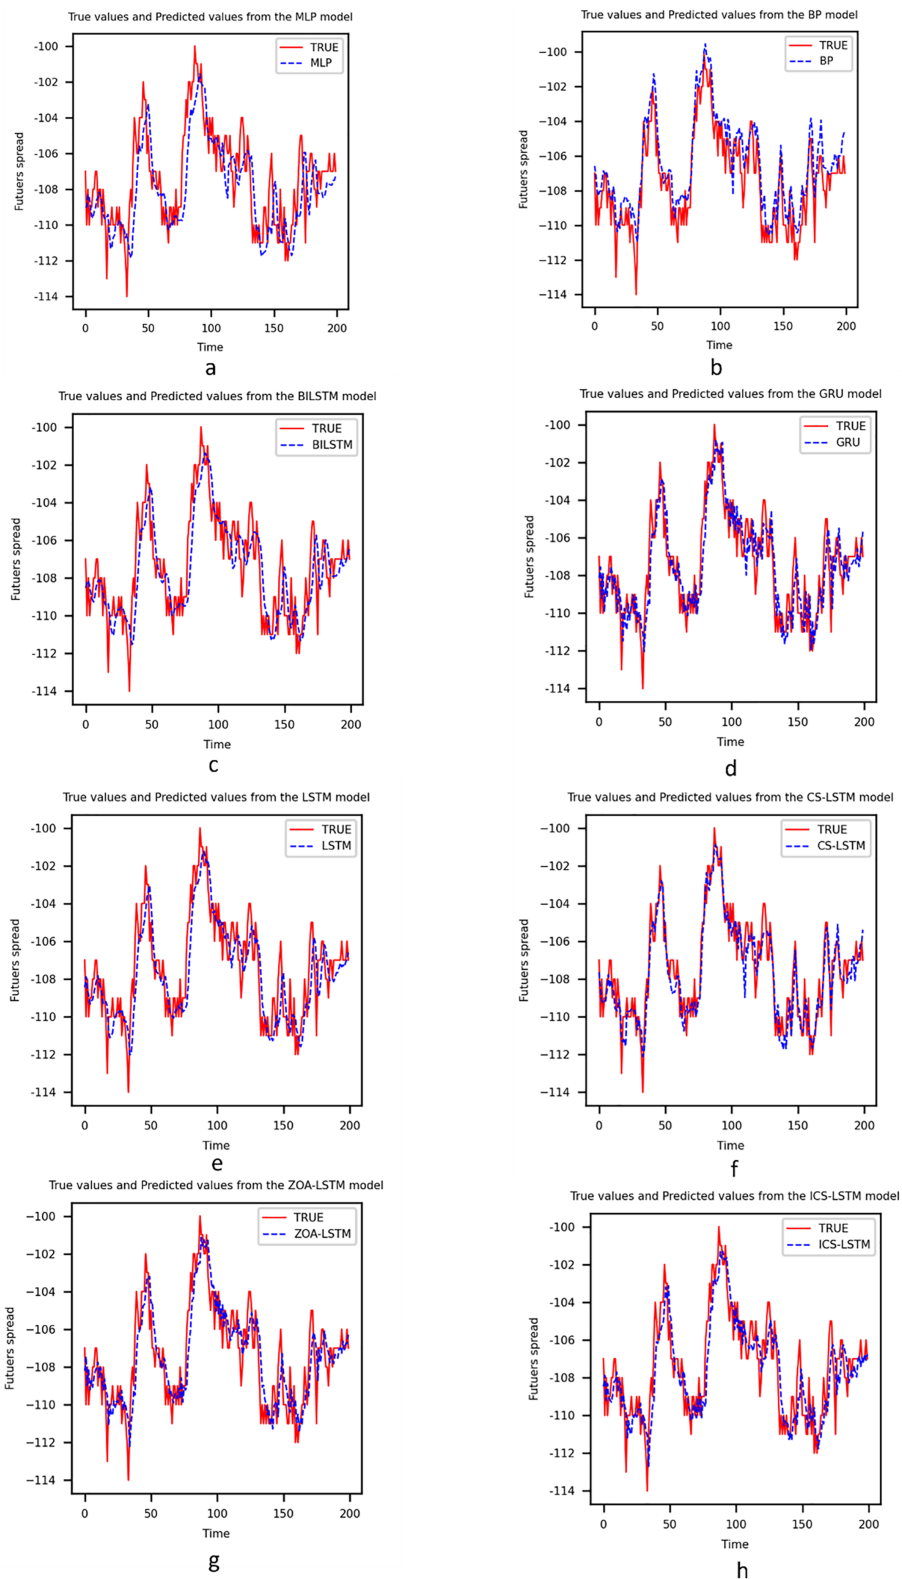 True values and Predicted values from the MLP model
-100
-102
-104
-106
-108
-110
-112
-114
Futuers spread
TRUE
MLP
0 50 100 150 200
Time
a
True values and Predicted values from the BP model
−100
−102
−104
−106
−108
−110
−112
−114
Futuers spread
TRUE
BP
0 50 100 150 200
Time
b
True values and Predicted values from the BILSTM model
-100
-102
-104
-106
-108
-110
-112
-114
Futuers spread
TRUE
BILSTM
0 50 100 150 200
Time
c
True values and Predicted values from the GRU model
-100
-102
-104
-106
-108
-110
-112
-114
Futuers spread
TRUE
GRU
0 50 100 150 200
Time
d
True values and Predicted values from the LSTM model
-100
-102
-104
-106
-108
-110
-112
-114
Futuers spread
TRUE
LSTM
0 50 100 150 200
Time
e
True values and Predicted values from the CS-LSTM model
−100
−102
−104
−106
−108
−110
−112
−114
Futuers spread
TRUE
CS-LSTM
0 50 100 150 200
Time
f
True values and Predicted values from the ZOA-LSTM model
−100
−102
−104
−106
−108
−110
−112
−114
Futuers spread
TRUE
ZOA-LSTM
0 50 100 150 200
Time
g
True values and Predicted values from the ICS-LSTM model
-100
-102
-104
-106
-108
-110
-112
-114
Futuers spread
TRUE
ICS-LSTM
0 50 100 150 200
Time
h